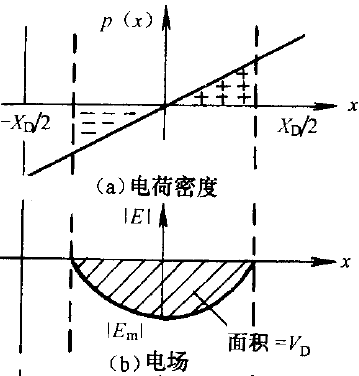 p (x)
-X_D/2
X_D/2
x
(a)电荷密度
|E|
x
|E_m|
面积=V_D
(b)电场